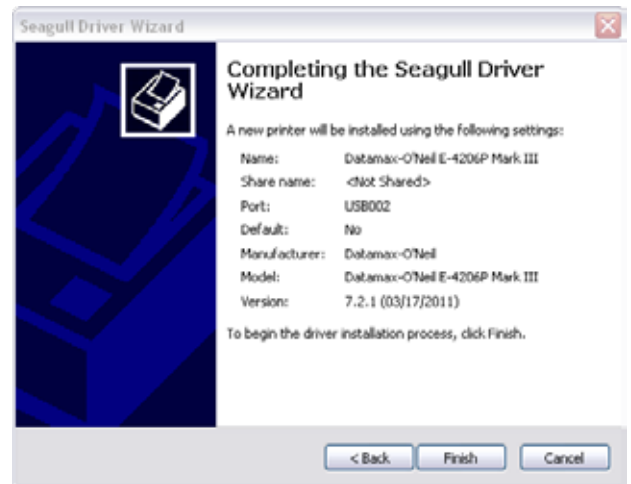 Seagull Driver Wizard
Completing the Seagull Driver
Wizard
A new printer will be installed using the following settings:
Name: Datamax-O'Neil E-4206P Mark III
Share name: <Not Shared>
Port: USB002
Default: No
Manufacturer: Datamax-O'Neil
Model: Datamax-O'Neil E-4206P Mark III
Version: 7.2.1 (03/17/2011)
To begin the driver installation process, click Finish.
< Back Finish Cancel